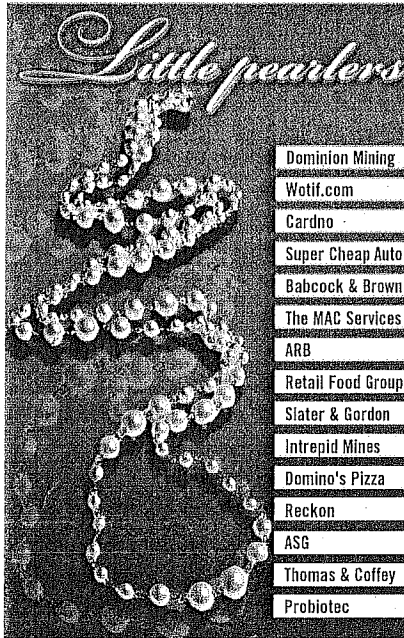 Little pearlers
Dominion Mining
Wotif.com
Cardno
Super Cheap Auto
Babcock & Brown
The MAC Services
ARB
Retail Food Group
Slater & Gordon
Intrepid Mines
Domino's Pizza
Reckon
ASG
Thomas & Coffey
Probiotec